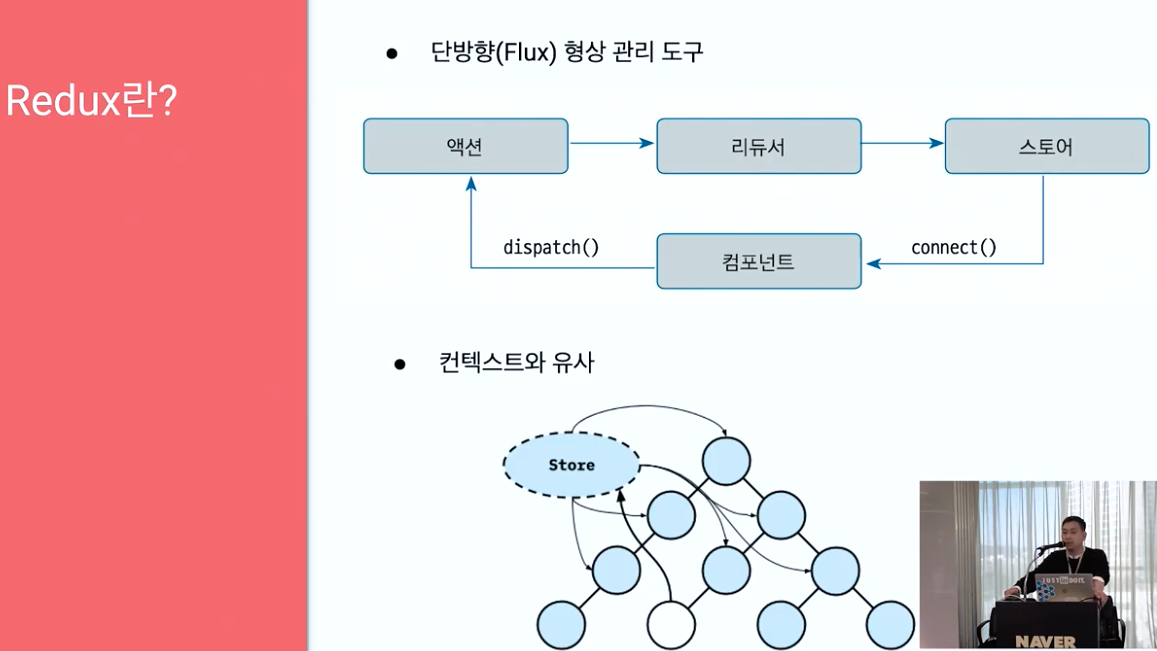 Redux란?
● 단방향(Flux) 형상 관리 도구
액션
리듀서
스토어
dispatch()
컴포넌트
connect()
● 컨텍스트와 유사
Store
NAVER